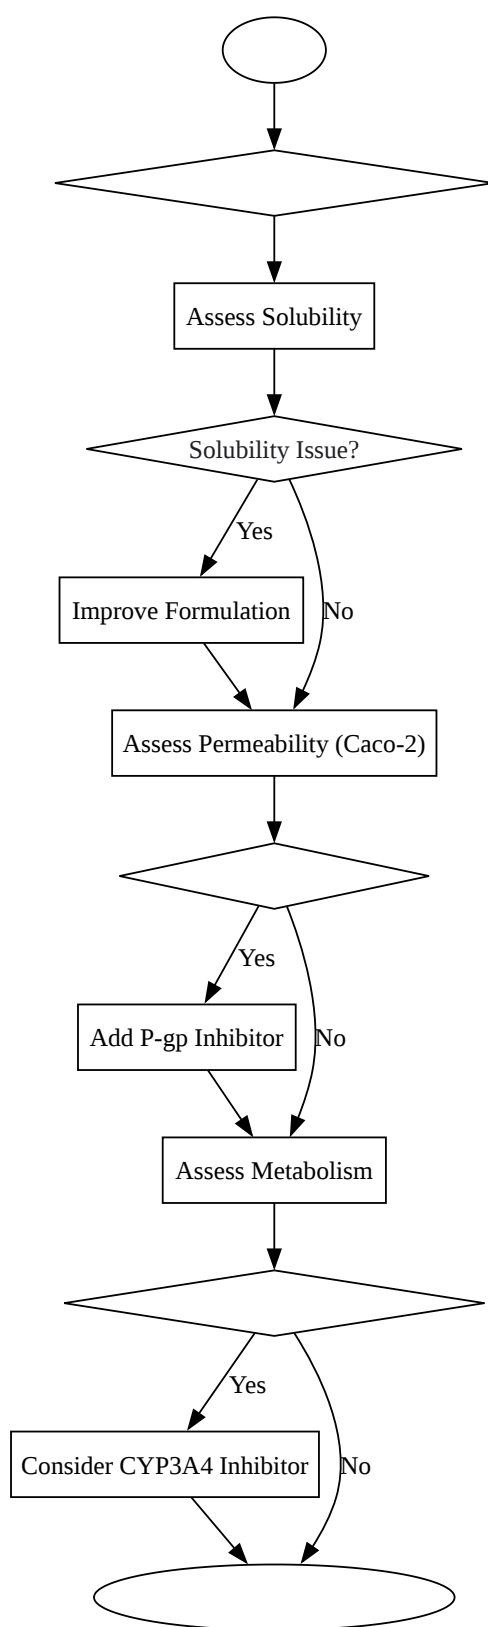 Assess Solubility
Solubility Issue?
Yes
Improve Formulation
No
Assess Permeability (Caco-2)
Yes
Add P-gp Inhibitor
No
Assess Metabolism
Yes
Consider CYP3A4 Inhibitor
No